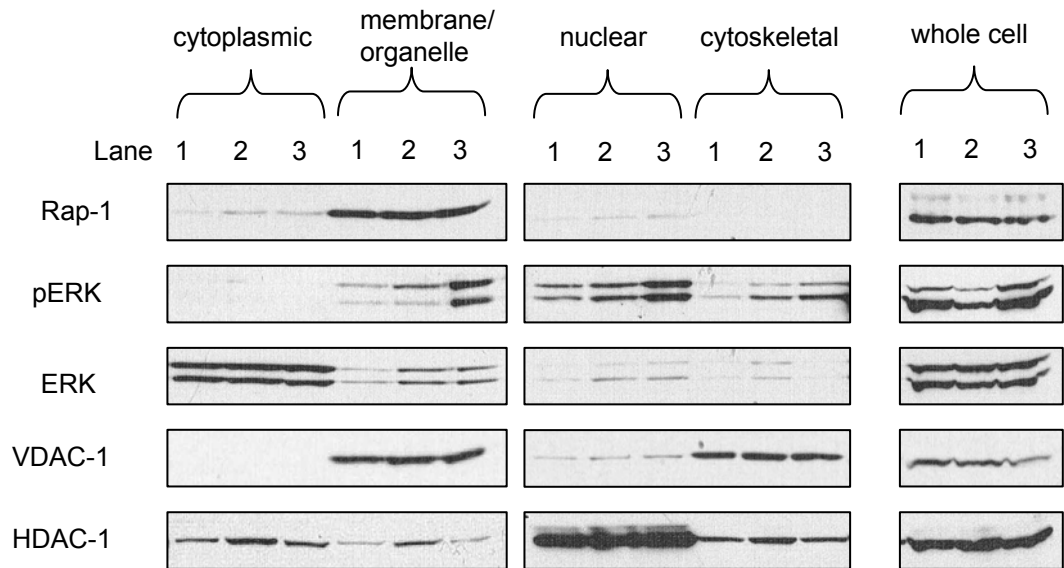 cytoplasmic
membrane/
organelle
nuclear
cytoskeletal
whole cell
Lane 1 2 3 1 2 3 1 2 3 1 2 3 1 2 3
Rap-1
pERK
ERK
VDAC-1
HDAC-1